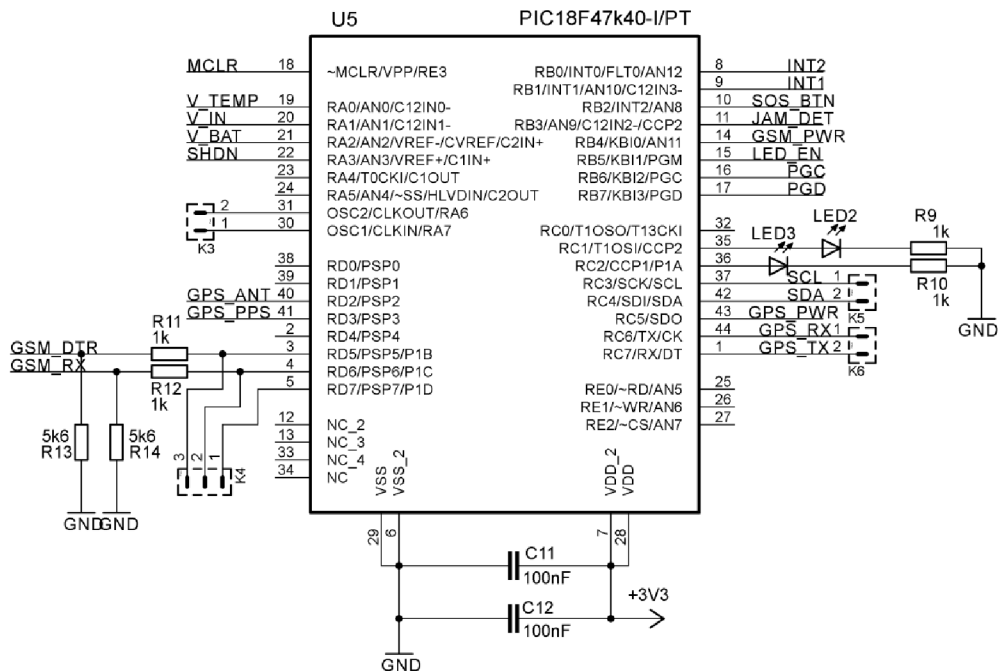 U5 PIC18F47k40-I/PT
MCLR 18 ~MCLR/VPP/RE3
V_TEMP 19 RA0/AN0/C12IN0-
V_IN 20 RA1/AN1/C12IN1-
V_BAT 21 RA2/AN2/VREF-/CVREF/C2IN+
SHDN 22 RA3/AN3/VREF+/C1IN+
23 RA4/T0CKI/C1OUT
24 RA5/AN4/~SS/HLVDIN/C2OUT
2 31 OSC2/CLKOUT/RA6
1 30 OSC1/CLKIN/RA7
K3
38 RD0/PSP0
39 RD1/PSP1
GPS_ANT 40 RD2/PSP2
GPS_PPS 41 RD3/PSP3
2 RD4/PSP4
R11
1k
GSM_DTR 3 RD5/PSP5/P1B
GSM_RX 4 RD6/PSP6/P1C
R12
1k
5 RD7/PSP7/P1D
12 NC_2
13 NC_3
33 NC_4
34 NC
5k6
R13
5k6
R14
3 2 1
K4
GND
GND
RB0/INT0/FLT0/AN12 8 INT2
RB1/INT1/AN10/C12IN3- 9 INT1
RB2/INT2/AN8 10 SOS_BTN
RB3/AN9/C12IN2-/CCP2 11 JAM_DET
RB4/KBI0/AN11 14 GSM_PWR
RB5/KBI1/PGM 15 LED_EN
RB6/KBI2/PGC 16 PGC
RB7/KBI3/PGD 17 PGD
RC0/T1OSO/T13CKI 32
RC1/T1OSI/CCP2 35
RC2/CCP1/P1A 36
LED3
LED2
R9
1k
R10
1k
GND
RC3/SCK/SCL 37 SCL 1
RC4/SDI/SDA 42 SDA 2
K5
RC5/SDO 43 GPS_PWR
RC6/TX/CK 44 GPS_RX 1
RC7/RX/DT 1 GPS_TX 2
K6
RE0/~RD/AN5 25
RE1/~WR/AN6 26
RE2/~CS/AN7 27
VSS
VSS_2
VDD_2
VDD
29 6 7 28
C11
100nF
C12
100nF
+3V3
GND